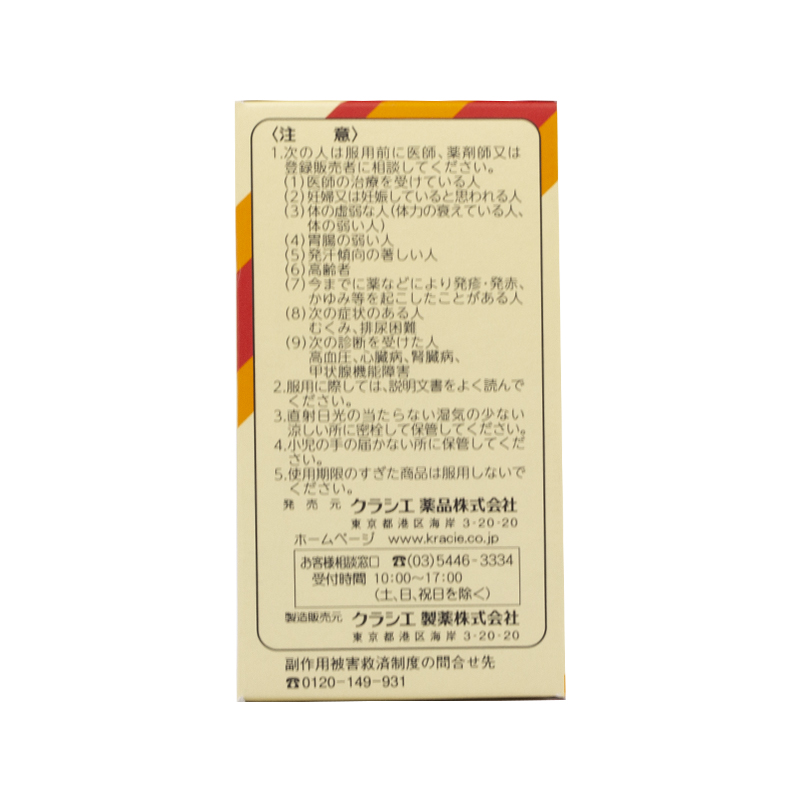 〈注　意〉
1.次の人は服用前に医師、薬剤師又は
登録販売者に相談してください。
(1)医師の治療を受けている人
(2)妊婦又は妊娠していると思われる人
(3)体の虚弱な人(体力の衰えている人、
体の弱い人)
(4)胃腸の弱い人
(5)発汗傾向の著しい人
(6)高齢者
(7)今までに薬などにより発疹・発赤、
かゆみ等を起こしたことがある人
(8)次の症状のある人
むくみ、排尿困難
(9)次の診断を受けた人
高血圧、心臓病、腎臓病、
甲状腺機能障害
2.服用に際しては、説明文書をよく読んで
ください。
3.直射日光の当たらない湿気の少ない
涼しい所に密栓して保管してください。
4.小児の手の届かない所に保管してくだ
さい。
5.使用期限のすぎた商品は服用しないで
ください。
発売元 クラシエ薬品株式会社
東京都港区海岸 3-20-20
ホームページ www.kracie.co.jp
お客様相談窓口 ☎(03)5446-3334
受付時間 10:00～17:00
(土、日、祝日を除く)
製造販売元 クラシエ製薬株式会社
東京都港区海岸 3-20-20
副作用被害救済制度の問合せ先
☎0120-149-931